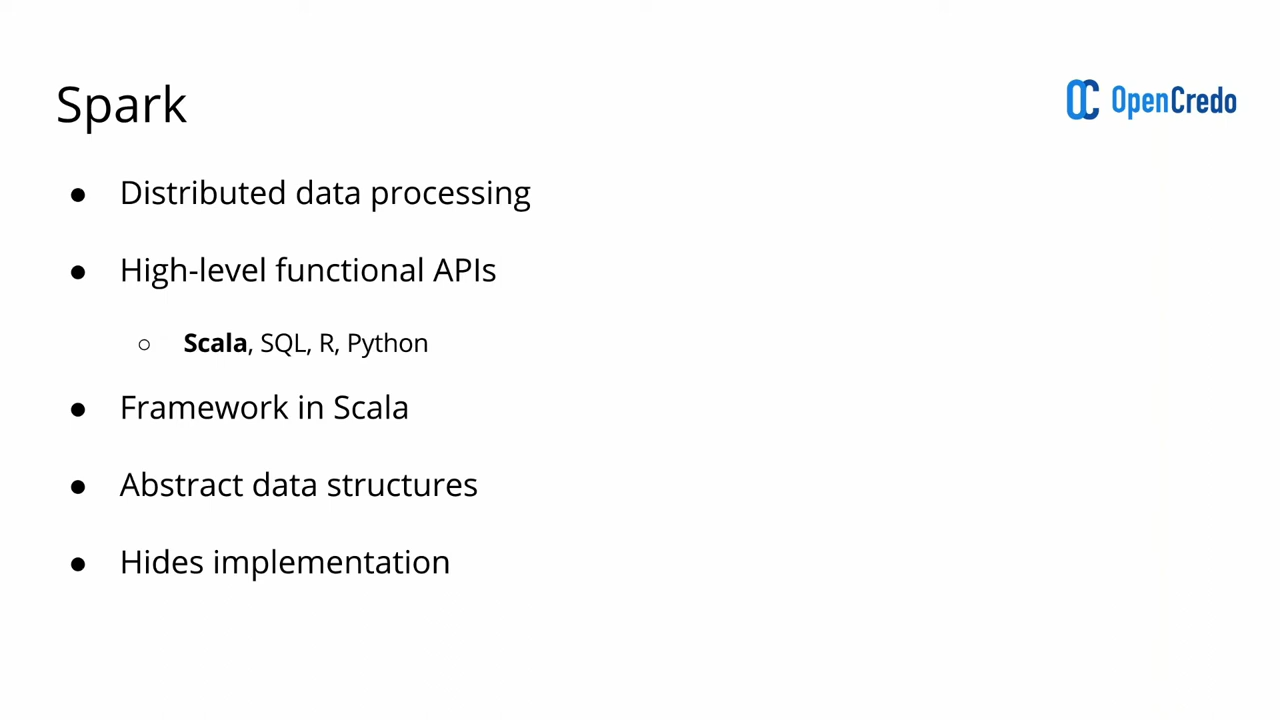 Spark
OpenCredo
● Distributed data processing
● High-level functional APIs
○ Scala, SQL, R, Python
● Framework in Scala
● Abstract data structures
● Hides implementation